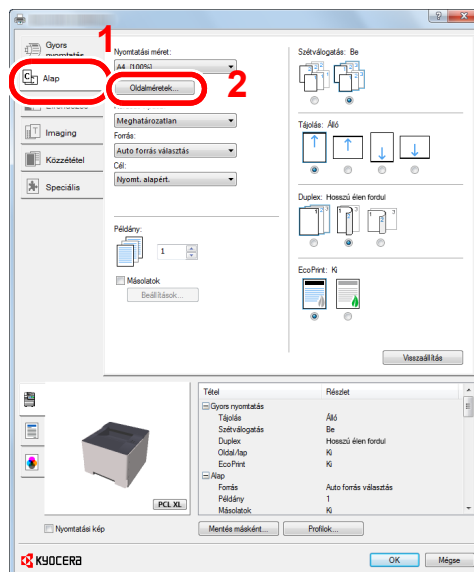 1
Gyors
nyomtatás
Alap
Imaging
Közzététel
Speciális
Nyomtatási méret:
A4 [100%]
Oldalméretek...
2
Meghatározatlan
Forrás:
Auto forrás választás
Cél:
Nyomt. alapért.
Példány:
1
Másolatok
Beállítások...
Szétválogatás: Be
Tájolás: Álló
Duplex: Hosszú élen fordul
EcoPrint: Ki
Visszaállítás
PCL XL
Nyomtatási kép
Tétel Részlet
Gyors nyomtatás
Tájolás Álló
Szétválogatás Be
Duplex Hosszú élen fordul
Oldal/lap Ki
EcoPrint Ki
Alap
Forrás Auto forrás választás
Példány 1
Másolatok Ki
Mentés másként... Profilok...
KYOCERA
OK Mégse